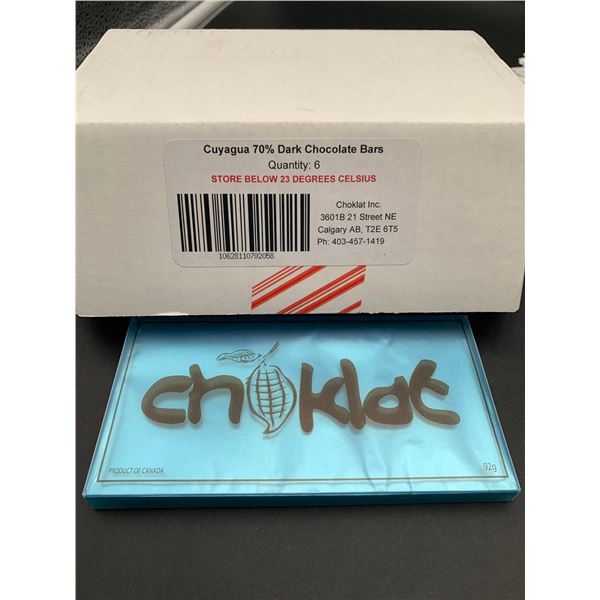 Cuyagua 70% Dark Chocolate Bars
Quantity: 6
STORE BELOW 23 DEGREES CELSIUS
Choklat Inc.
3601B 21 Street NE
Calgary AB, T2E 6T5
Ph: 403-457-1419
10628110792058
choklat
PRODUCT OF CANADA
92g